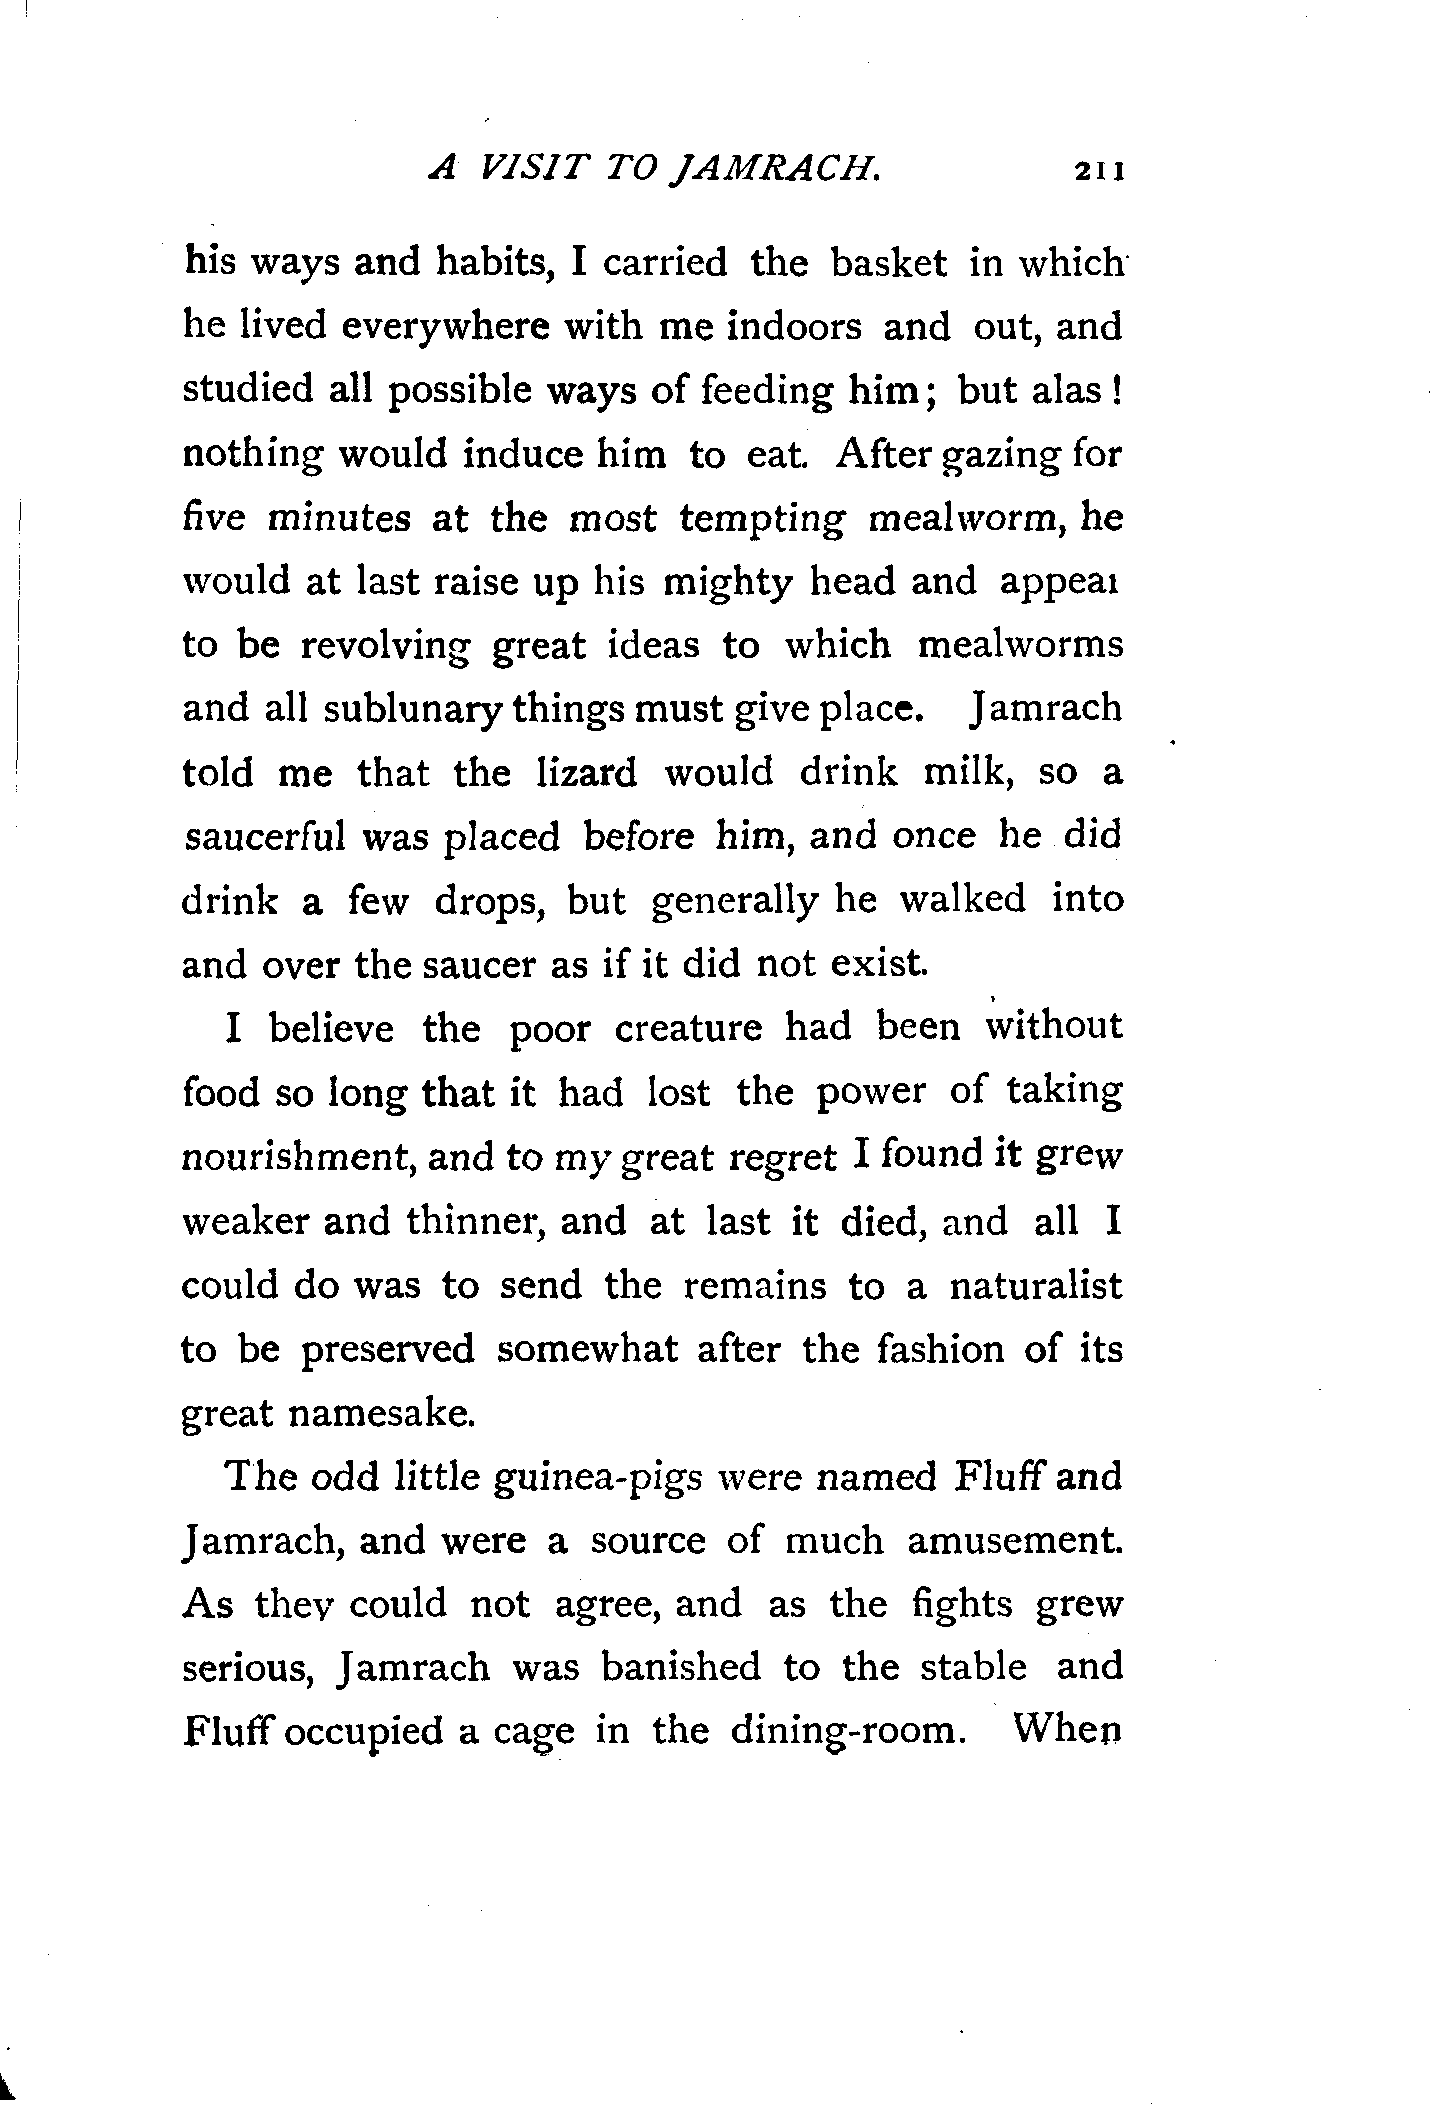 A VISIT TO JAMRACH. 211
his ways and habits, I carried the basket in which
he lived everywhere with me indoors and out, and
studied all possible ways of feeding him; but alas!
nothing would induce him to eat. After gazing for
five minutes at the most tempting mealworm, he
would at last raise up his mighty head and appear
to be revolving great ideas to which mealworms
and all sublunary things must give place. Jamrach
told me that the lizard would drink milk, so a
saucerful was placed before him, and once he did
drink a few drops, but generally he walked into
and over the saucer as if it did not exist.
I believe the poor creature had been without
food so long that it had lost the power of taking
nourishment, and to my great regret I found it grew
weaker and thinner, and at last it died, and all I
could do was to send the remains to a naturalist
to be preserved somewhat after the fashion of its
great namesake.
The odd little guinea-pigs were named Fluff and
Jamrach, and were a source of much amusement.
As they could not agree, and as the fights grew
serious, Jamrach was banished to the stable and
Fluff occupied a cage in the dining-room. When